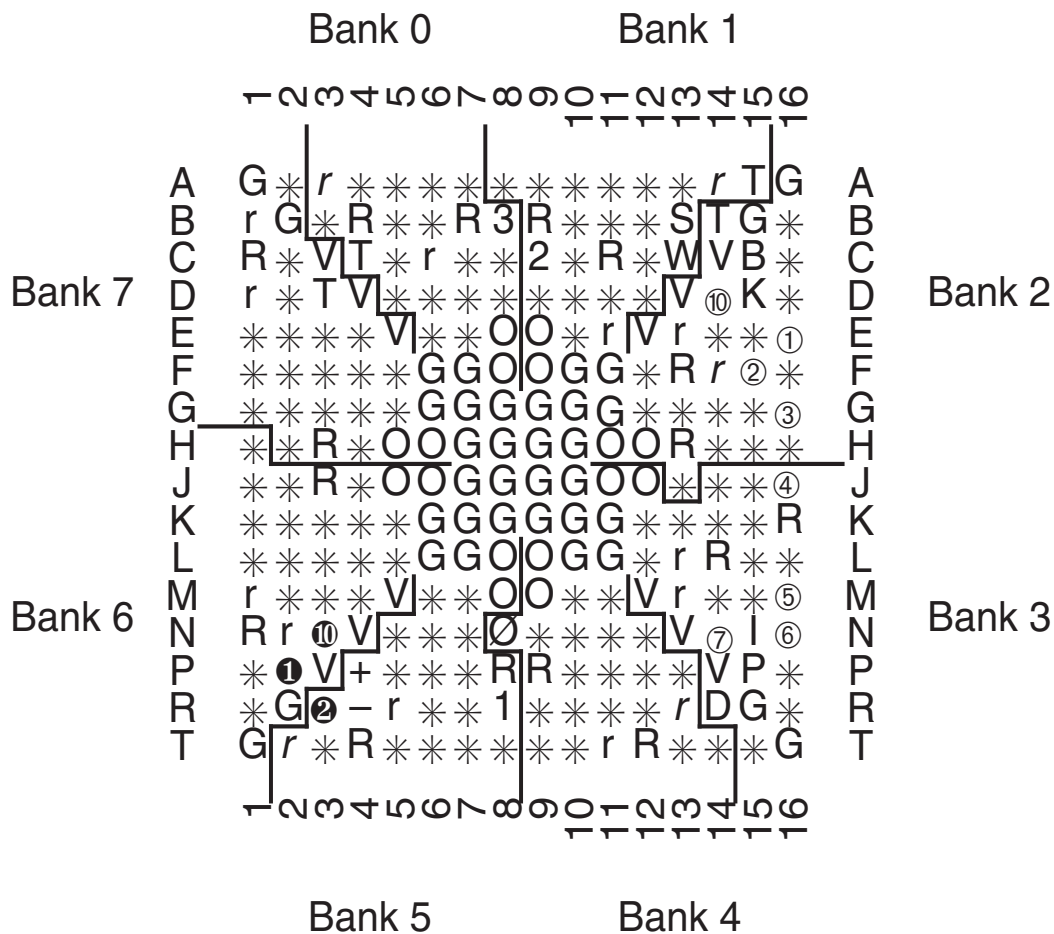 Bank 0 Bank 1
1 2 3 4 5 6 7 8 9 10 11 12 13 14 15 16
A G * r * * * * * * * * * * r T G A
B r G * R * * R 3 R * * * S T G * B
C R * V T * r * * 2 * R * W V B * C
Bank 7 D r * T V * * * * * * * * V ⑩ K * D Bank 2
E * * * * V * * O O * r V r * * ① E
F * * * * * G G O O G G * R r ② * F
G * * * * * G G G G G G * * * * ③ G
H * * R * O O G G G G O O R * * * H
J * * R * O O G G G G O O * * * ④ J
K * * * * * G G G G G G * * * * R K
L * * * * * G G O O G G * r R * * L
M r * * * V * * O O * * V r * * ⑤ M
Bank 6 N R r ❿ V * * * Ø * * * * V ⑦ I ⑥ N Bank 3
P * ❶ V + * * * R R * * * * V P * P
R * G ❷ – r * * 1 * * * * r D G * R
T G r * R * * * * * * r R * * * G T
1 2 3 4 5 6 7 8 9 10 11 12 13 14 15 16
Bank 5 Bank 4